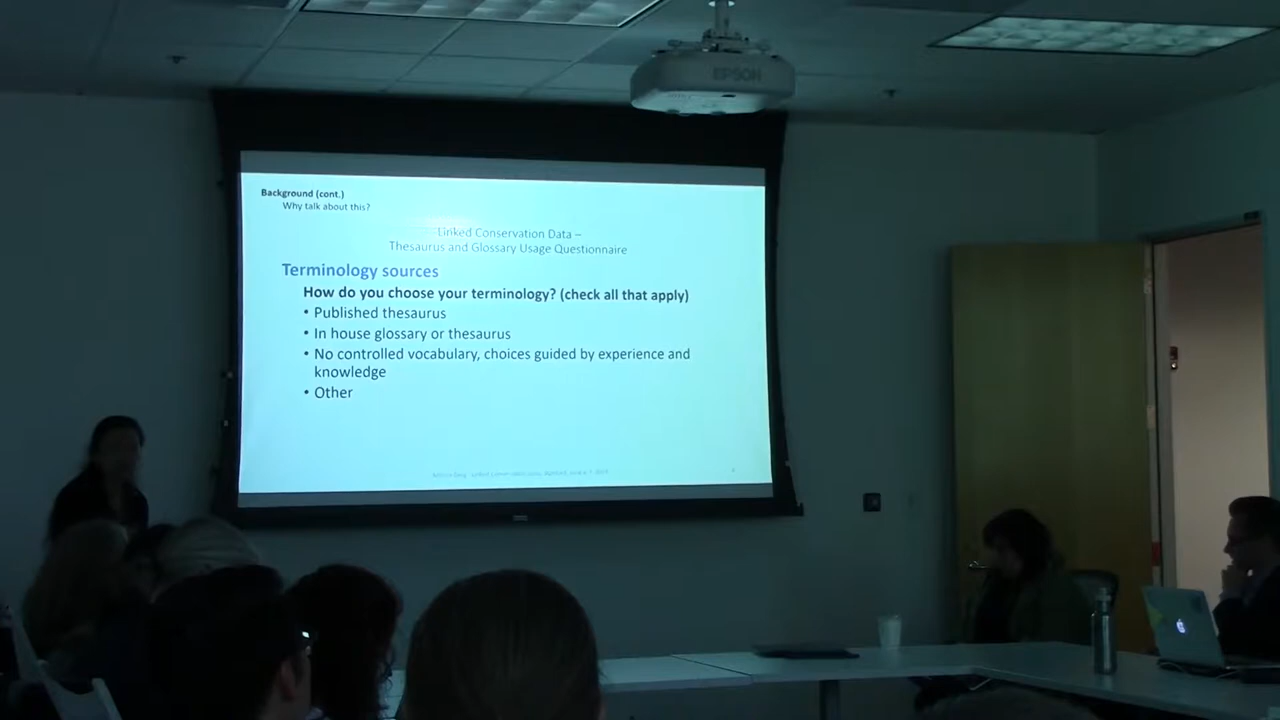 EPSON
Background (cont.)
Why talk about this?
Linked Conservation Data –
Thesaurus and Glossary Usage Questionnaire
Terminology sources
How do you choose your terminology? (check all that apply)
• Published thesaurus
• In house glossary or thesaurus
• No controlled vocabulary, choices guided by experience and
knowledge
• Other